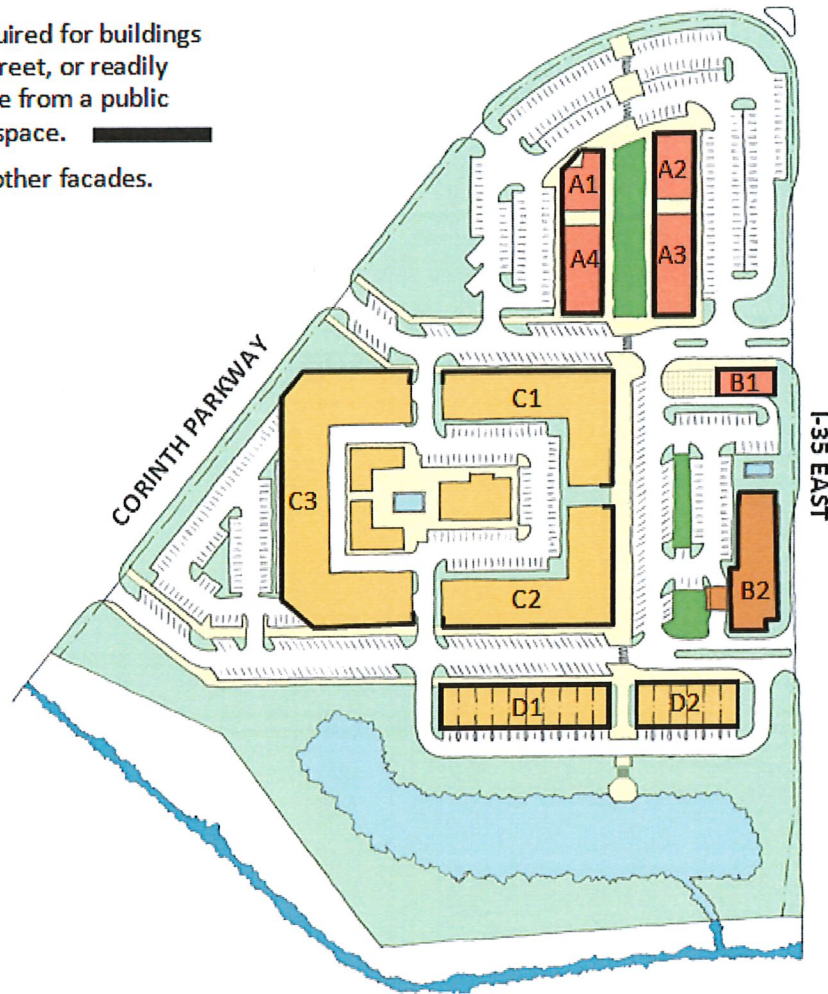 uired for buildings
reet, or readily
e from a public
space.
other facades.
A1
A2
A4
A3
B1
C1
CORINTH PARKWAY
I-35 EAST
C3
B2
C2
D1
D2